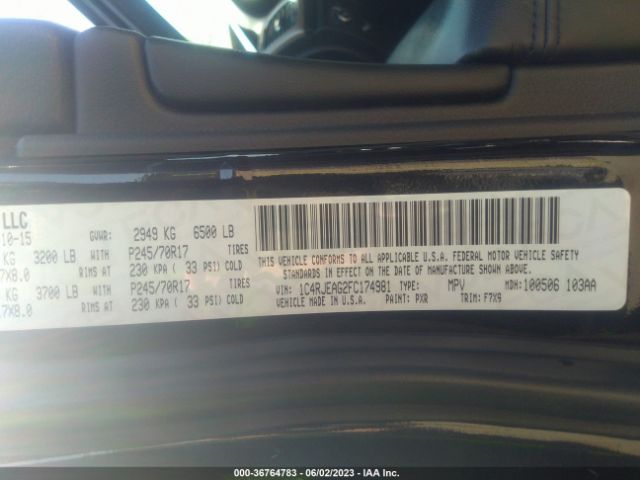 LLC
10-15 GVWR: 2949 KG 6500 LB
KG 3200 LB WITH P245/70R17 TIRES
7X8.0 RIMS AT 230 KPA ( 33 PSI) COLD
KG 3700 LB WITH P245/70R17 TIRES
7X8.0 RIMS AT 230 KPA ( 33 PSI) COLD
THIS VEHICLE CONFORMS TO ALL APPLICABLE U.S.A. FEDERAL MOTOR VEHICLE SAFETY
STANDARDS IN EFFECT ON THE DATE OF MANUFACTURE SHOWN ABOVE.
VIN: 1C4RJEAG2FC174981 TYPE: MPV MDH: 100506 103AA
MADE IN U.S.A. PAINT: PXR TRIM: F7X9
00-36764783 / 06/02/2023 - IAA Inc.